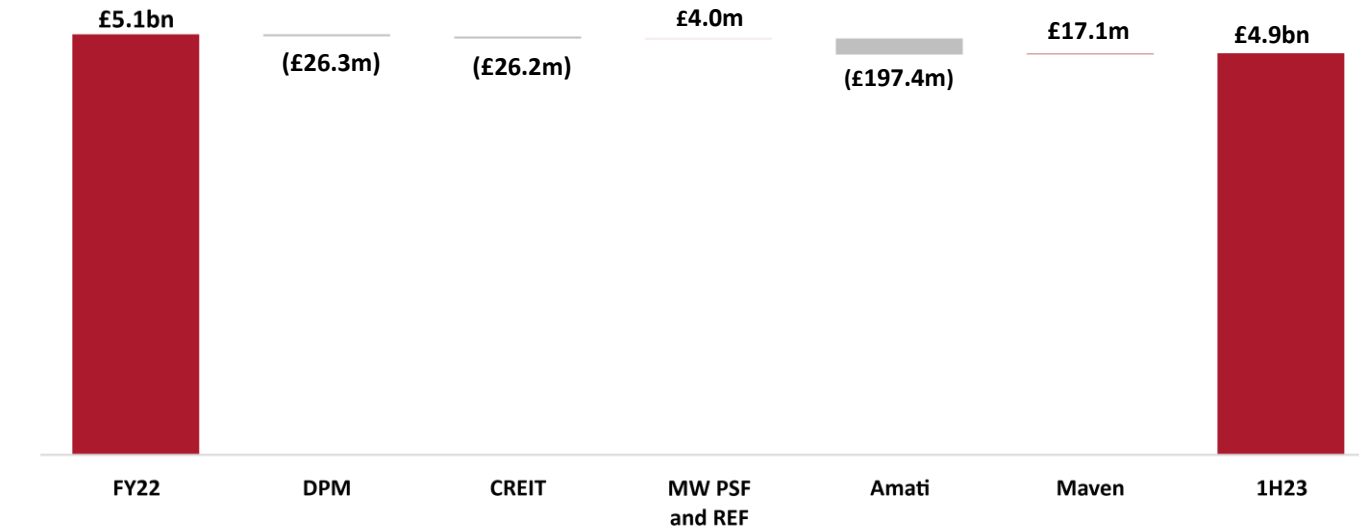 £5.1bn
(£26.3m)
(£26.2m)
£4.0m
(£197.4m)
£17.1m
£4.9bn
FY22
DPM
CREIT
MW PSF
and REF
Amati
Maven
1H23